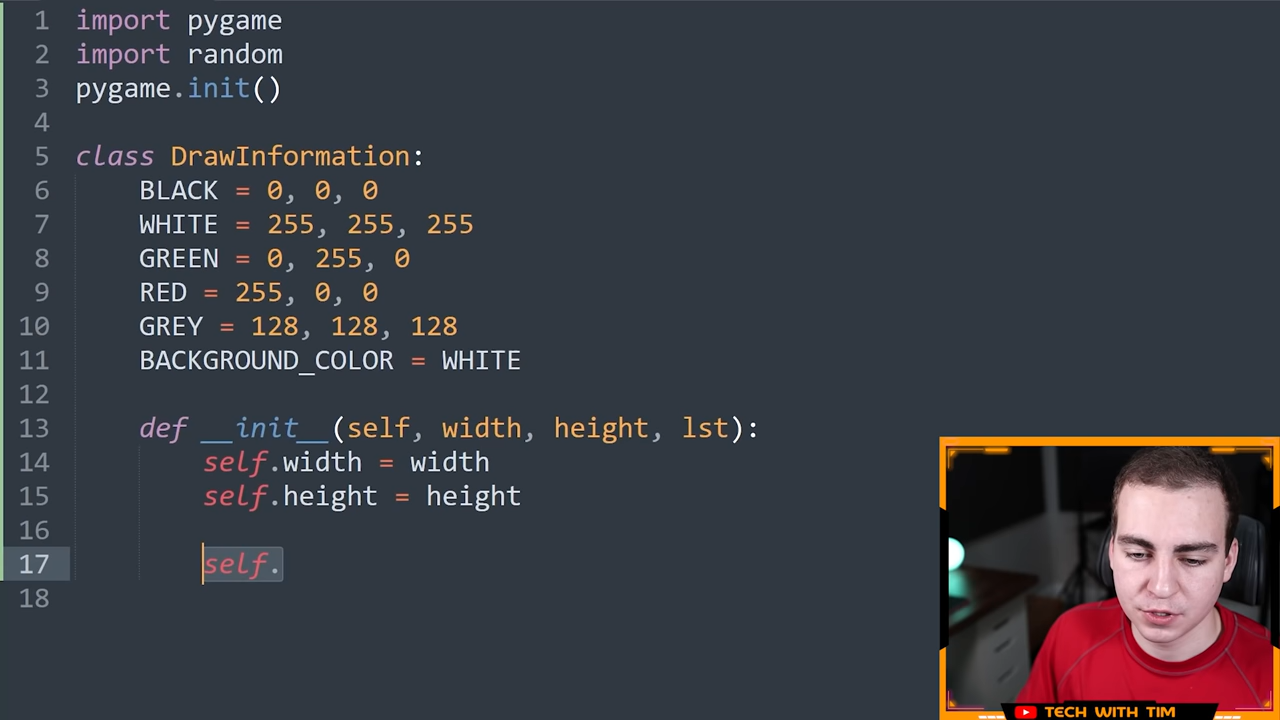 1 import pygame
2 import random
3 pygame.init()
4
5 class DrawInformation:
6 BLACK = 0, 0, 0
7 WHITE = 255, 255, 255
8 GREEN = 0, 255, 0
9 RED = 255, 0, 0
10 GREY = 128, 128, 128
11 BACKGROUND_COLOR = WHITE
12
13 def __init__(self, width, height, lst):
14 self.width = width
15 self.height = height
16
17 self.
18
TECH WITH TIM